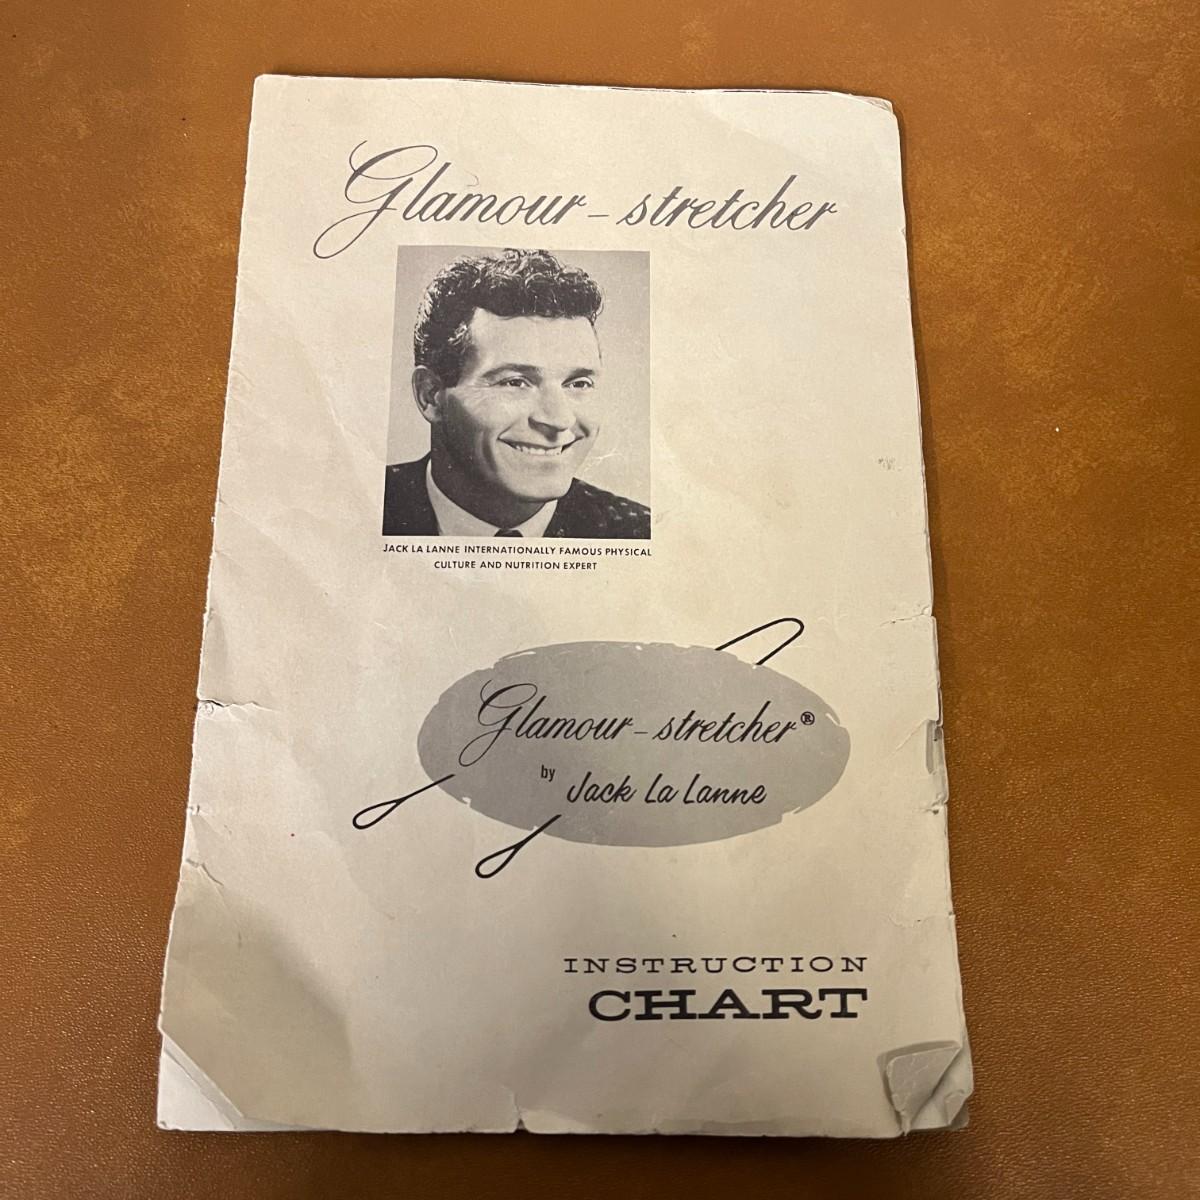 Glamour-stretcher
JACK LA LANNE INTERNATIONALLY FAMOUS PHYSICAL
CULTURE AND NUTRITION EXPERT
Glamour-stretcher®
by Jack La Lanne
INSTRUCTION
CHART